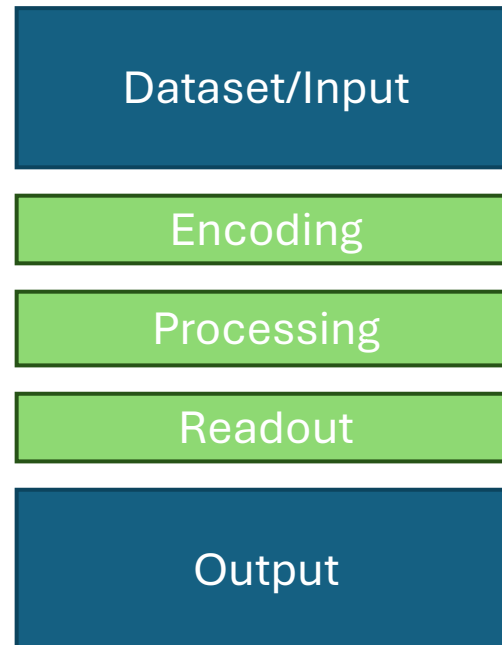 Dataset/Input
Encoding
Processing
Readout
Output